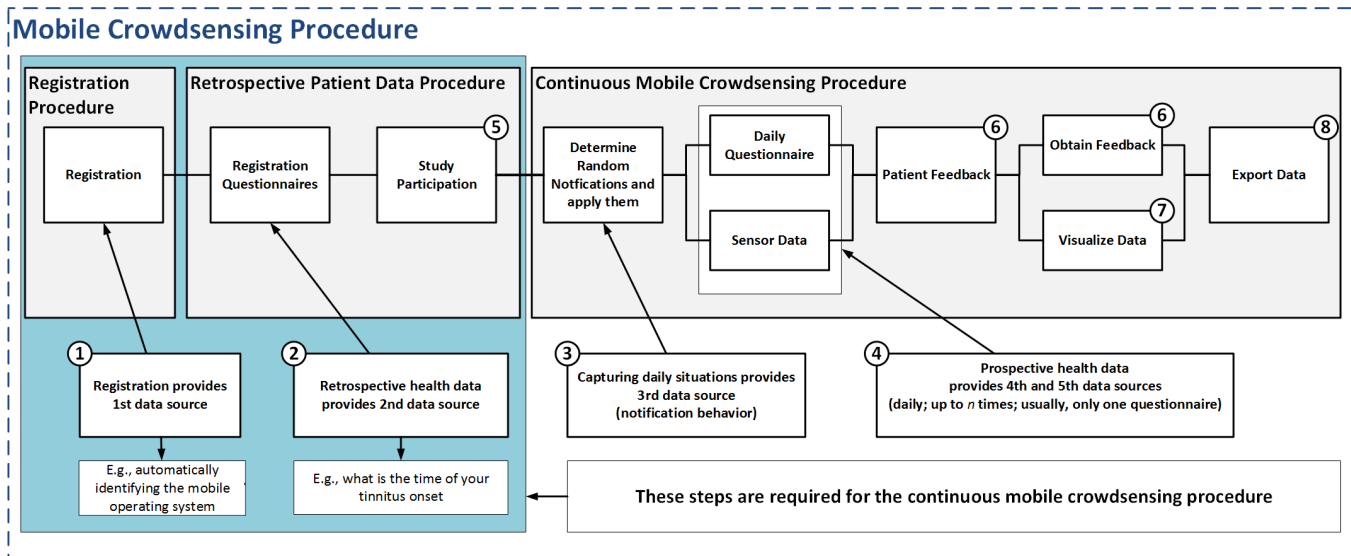 Mobile Crowdsensing Procedure
Registration
Procedure
Retrospective Patient Data Procedure
Continuous Mobile Crowdsensing Procedure
Registration
Registration
Questionnaires
5
Study
Participation
Determine
Random
Notfications and
apply them
Daily
Questionnaire
Sensor Data
6
Patient Feedback
6
Obtain Feedback
7
Visualize Data
8
Export Data
1
Registration provides
1st data source
2
Retrospective health data
provides 2nd data source
3
Capturing daily situations provides
3rd data source
(notification behavior)
4
Prospective health data
provides 4th and 5th data sources
(daily; up to n times; usually, only one questionnaire)
E.g., automatically
identifying the mobile
operating system
E.g., what is the time of your
tinnitus onset
These steps are required for the continuous mobile crowdsensing procedure